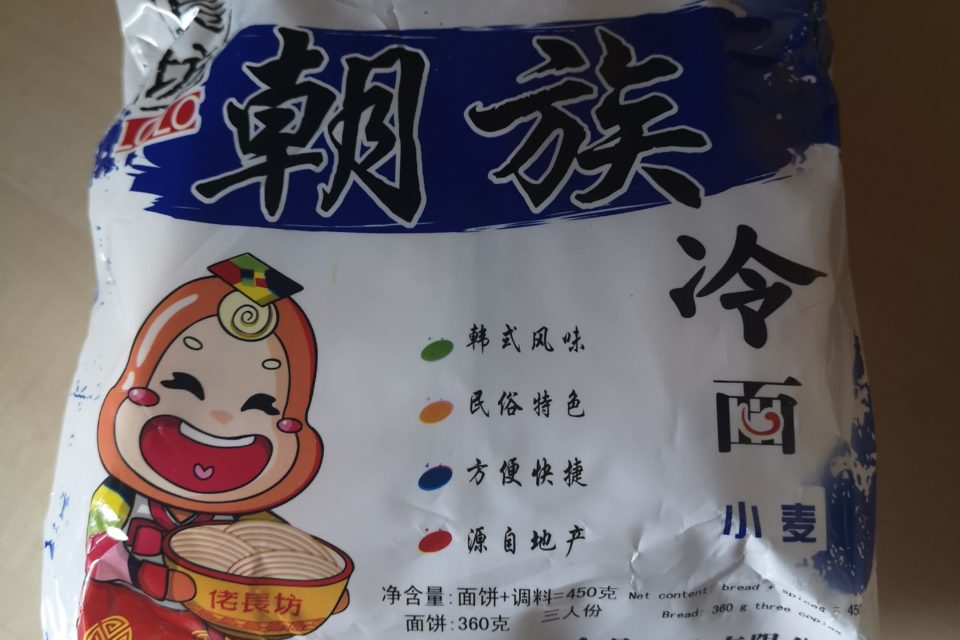 朝族
冷面
小麦
韩式风味
民俗特色
方便快捷
源自地产
佬長坊
净含量:面饼+调料=450克
三人份
面饼:360克
Net content: bread + spices = 450
Bread: 360 g three copies